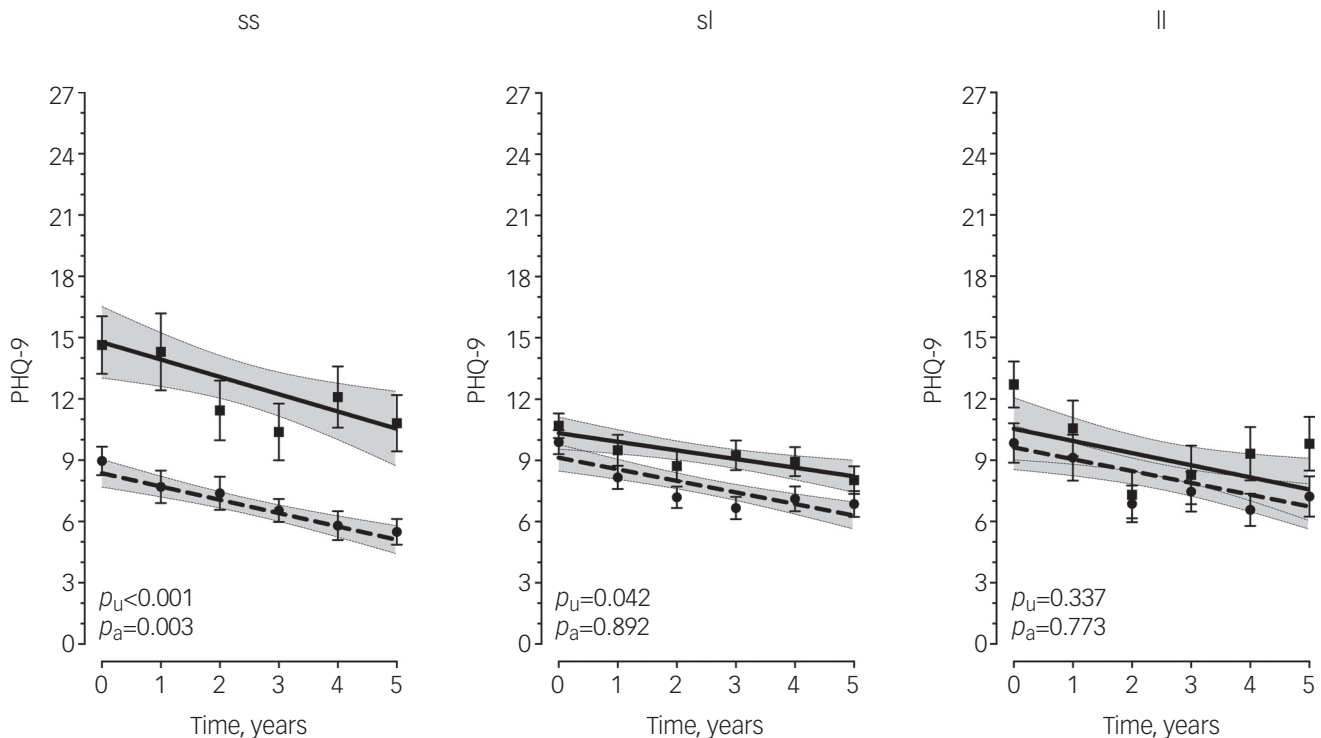 ss
27
24
21
18
15
12
9
6
3
0
PHQ-9
pu<0.001
pa=0.003
0 1 2 3 4 5
Time, years
sl
27
24
21
18
15
12
9
6
3
0
PHQ-9
pu=0.042
pa=0.892
0 1 2 3 4 5
Time, years
ll
27
24
21
18
15
12
9
6
3
0
PHQ-9
pu=0.337
pa=0.773
0 1 2 3 4 5
Time, years